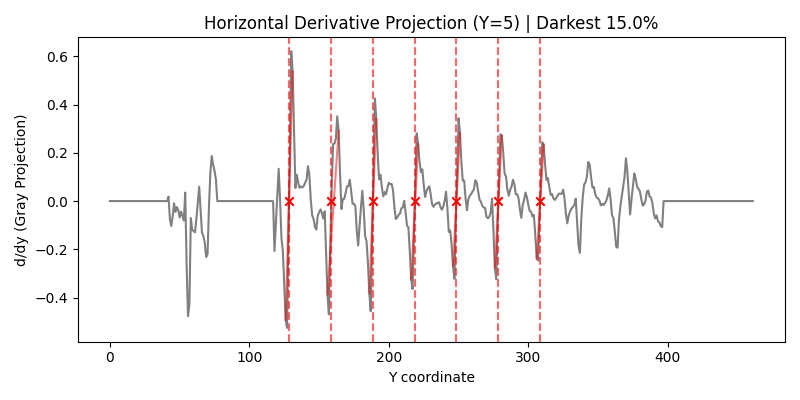 Horizontal Derivative Projection (Y=5) | Darkest 15.0%
d/dy (Gray Projection)
0.6
0.4
0.2
0.0
−0.2
−0.4
0 100 200 300 400
Y coordinate